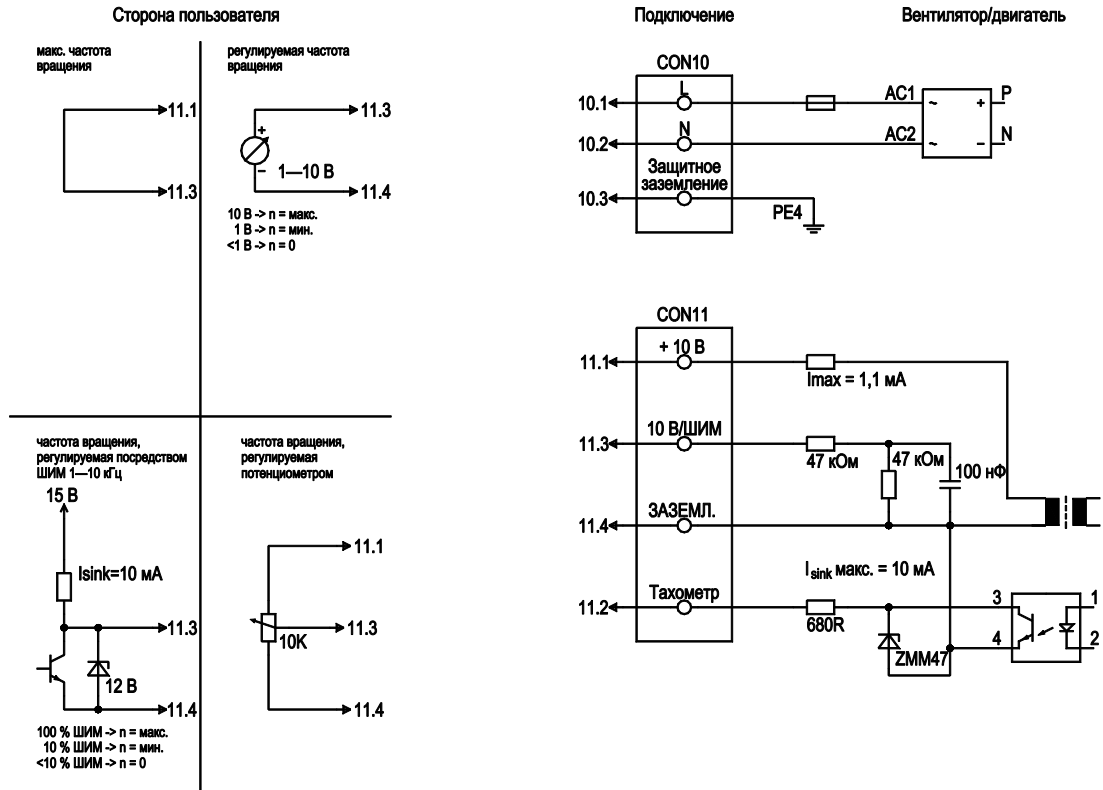 Сторона пользователя
Подключение
Вентилятор/двигатель
макс. частота
вращения
11.1
11.3
регулируемая частота
вращения
11.3
+
−
1—10 В
11.4
10 В -> n = макс.
1 В -> n = мин.
<1 В -> n = 0
CON10
L
10.1
AC1
~
+
P
N
10.2
AC2
~
−
N
Защитное
заземление
10.3
PE4
CON11
+ 10 В
11.1
Imax = 1,1 мА
10 В/ШИМ
11.3
47 кОм
47 кОм
100 нФ
ЗАЗЕМЛ.
11.4
Isink макс. = 10 мА
Тахометр
11.2
680R
ZMM47
3
4
1
2
частота вращения,
регулируемая посредством
ШИМ 1—10 кГц
15 В
Isink=10 мА
11.3
12 В
11.4
100 % ШИМ -> n = макс.
10 % ШИМ -> n = мин.
<10 % ШИМ -> n = 0
частота вращения,
регулируемая
потенциометром
11.1
11.3
10K
11.4